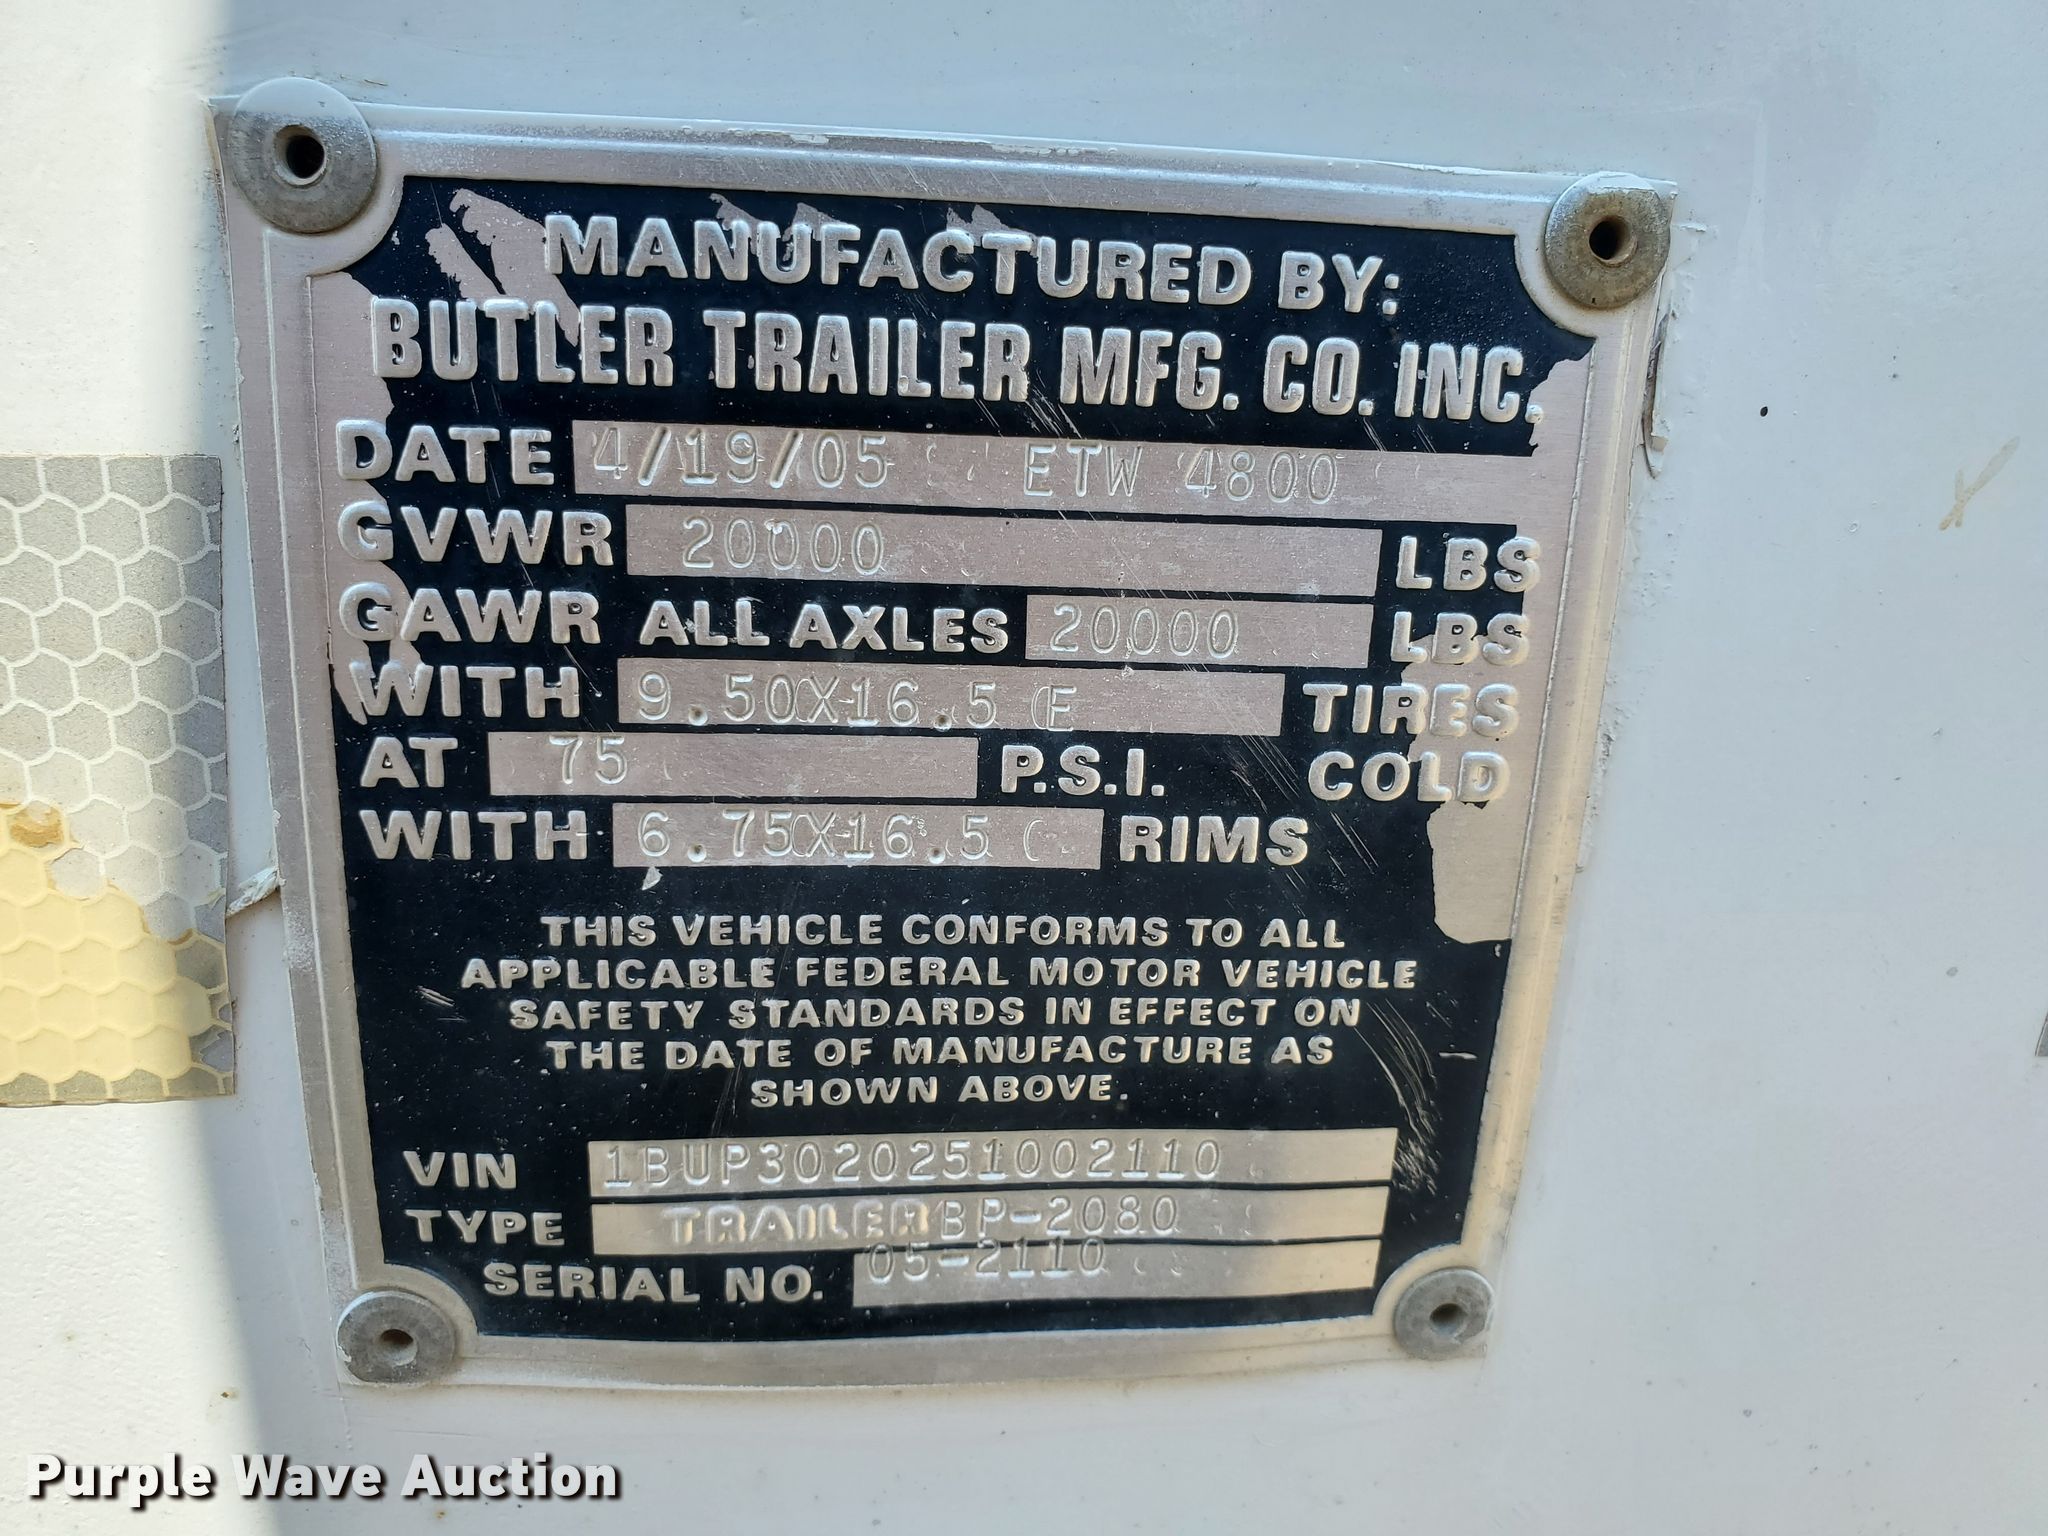 MANUFACTURED BY:
BUTLER TRAILER MFG. CO. INC.
DATE 4/19/05 ETW 4800
GVWR 20000 LBS
GAWR ALL AXLES 20000 LBS
WITH 9.50X16.5 E TIRES
AT 75 P.S.I. COLD
WITH 6.75X16.5 RIMS
THIS VEHICLE CONFORMS TO ALL
APPLICABLE FEDERAL MOTOR VEHICLE
SAFETY STANDARDS IN EFFECT ON
THE DATE OF MANUFACTURE AS
SHOWN ABOVE.
VIN 1BUP3020251002110
TYPE TRAILER BP-2080
SERIAL NO. 05-2110
Purple Wave Auction